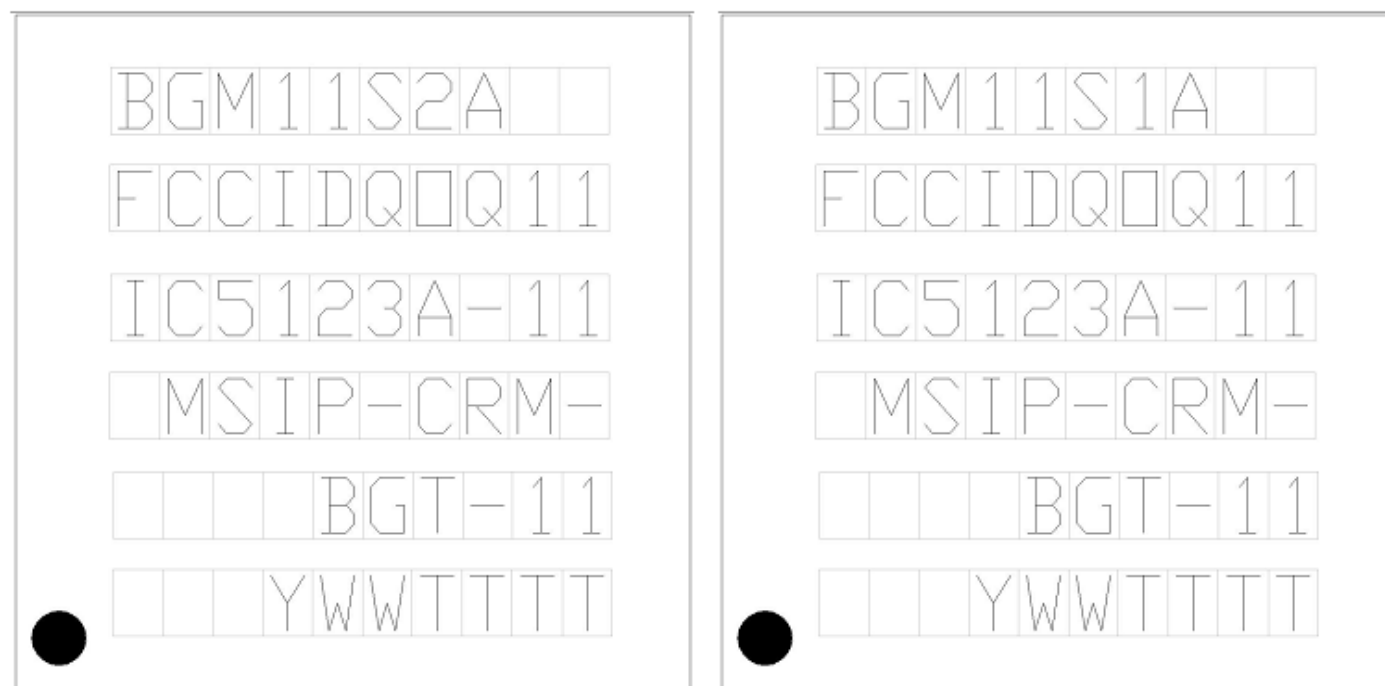 BGM11S2A
FCCIDQOQ11
IC5123A-11
MSIP-CRM-
BGT-11
YWWTTTT
BGM11S1A
FCCIDQOQ11
IC5123A-11
MSIP-CRM-
BGT-11
YWWTTTT